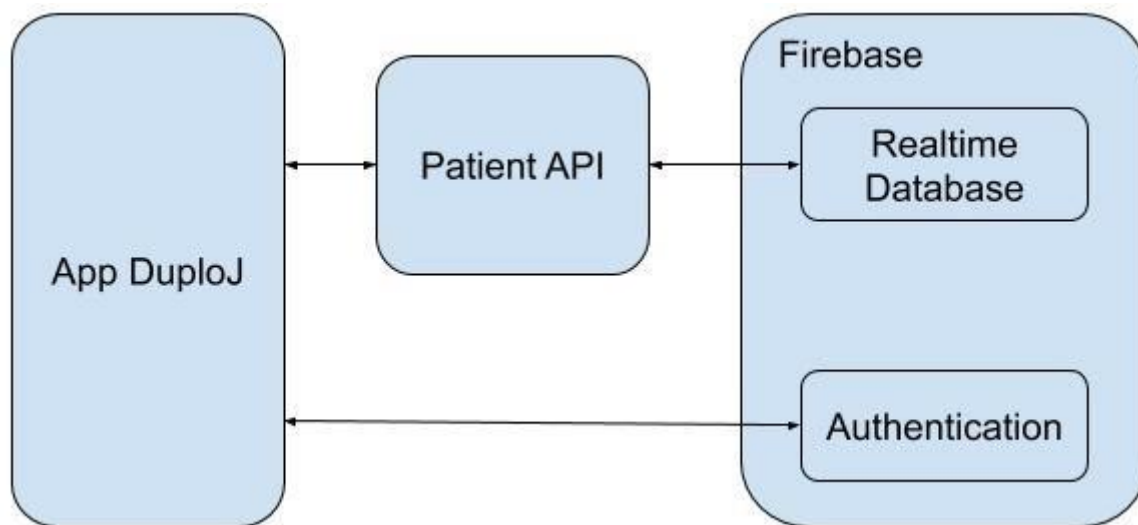 App DuploJ
Patient API
Firebase
Realtime
Database
Authentication